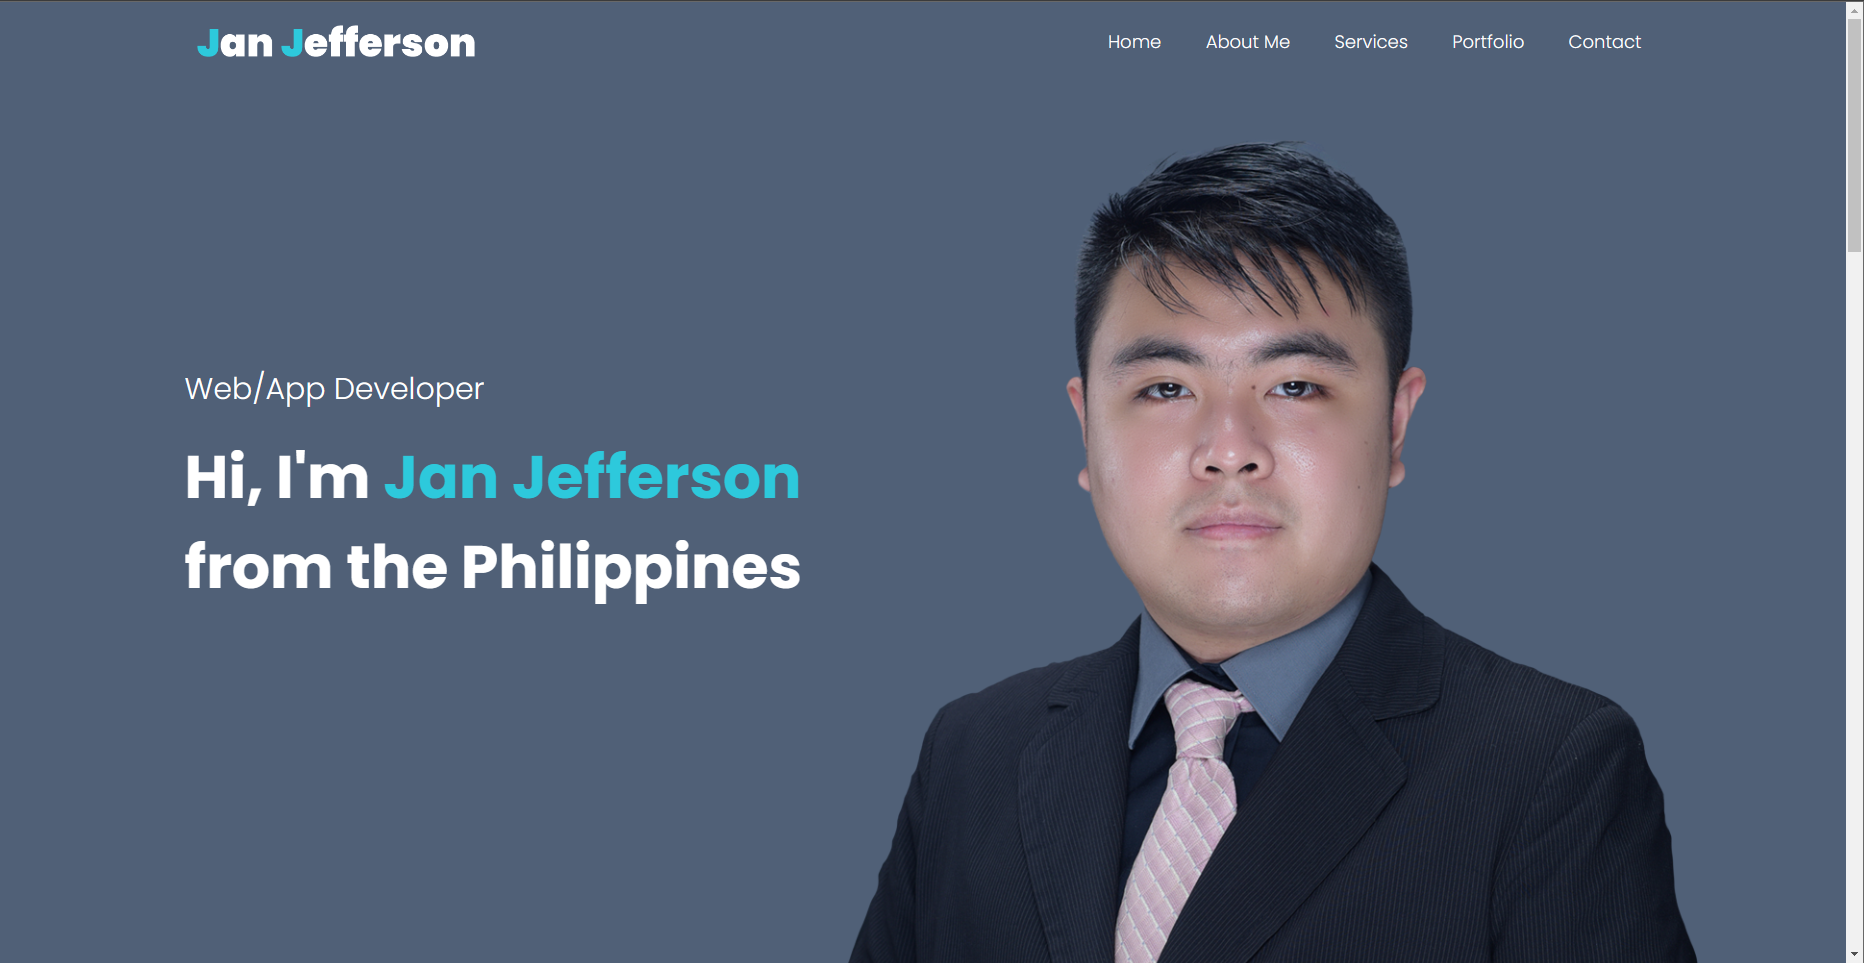 Jan Jefferson
Home About Me Services Portfolio Contact
Web/App Developer
Hi, I'm Jan Jefferson
from the Philippines